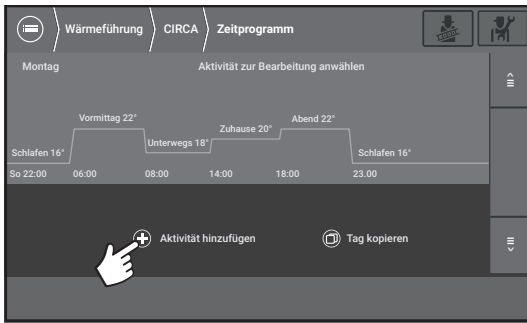 Wärmeführung CIRCA Zeitprogramm
Montag Aktivität zur Bearbeitung anwählen
Vormittag 22° Abend 22°
Zuhause 20°
Unterwegs 18°
Schlafen 16° Schlafen 16°
So 22:00 06:00 08:00 14:00 18:00 23.00
Aktivität hinzufügen Tag kopieren